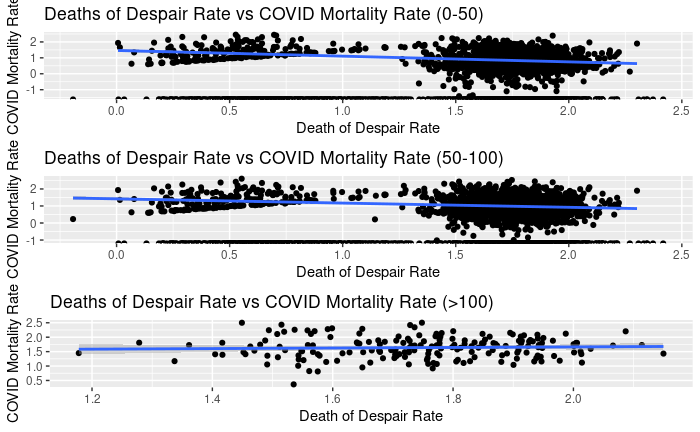 Deaths of Despair Rate vs COVID Mortality Rate (0-50)
COVID Mortality Rate
2
1
0
-1
0.0 0.5 1.0 1.5 2.0 2.5
Death of Despair Rate
Deaths of Despair Rate vs COVID Mortality Rate (50-100)
COVID Mortality Rate
2
1
0
-1
0.0 0.5 1.0 1.5 2.0 2.5
Death of Despair Rate
Deaths of Despair Rate vs COVID Mortality Rate (>100)
COVID Mortality Rate
2.5
2.0
1.5
1.0
0.5
1.2 1.4 1.6 1.8 2.0
Death of Despair Rate